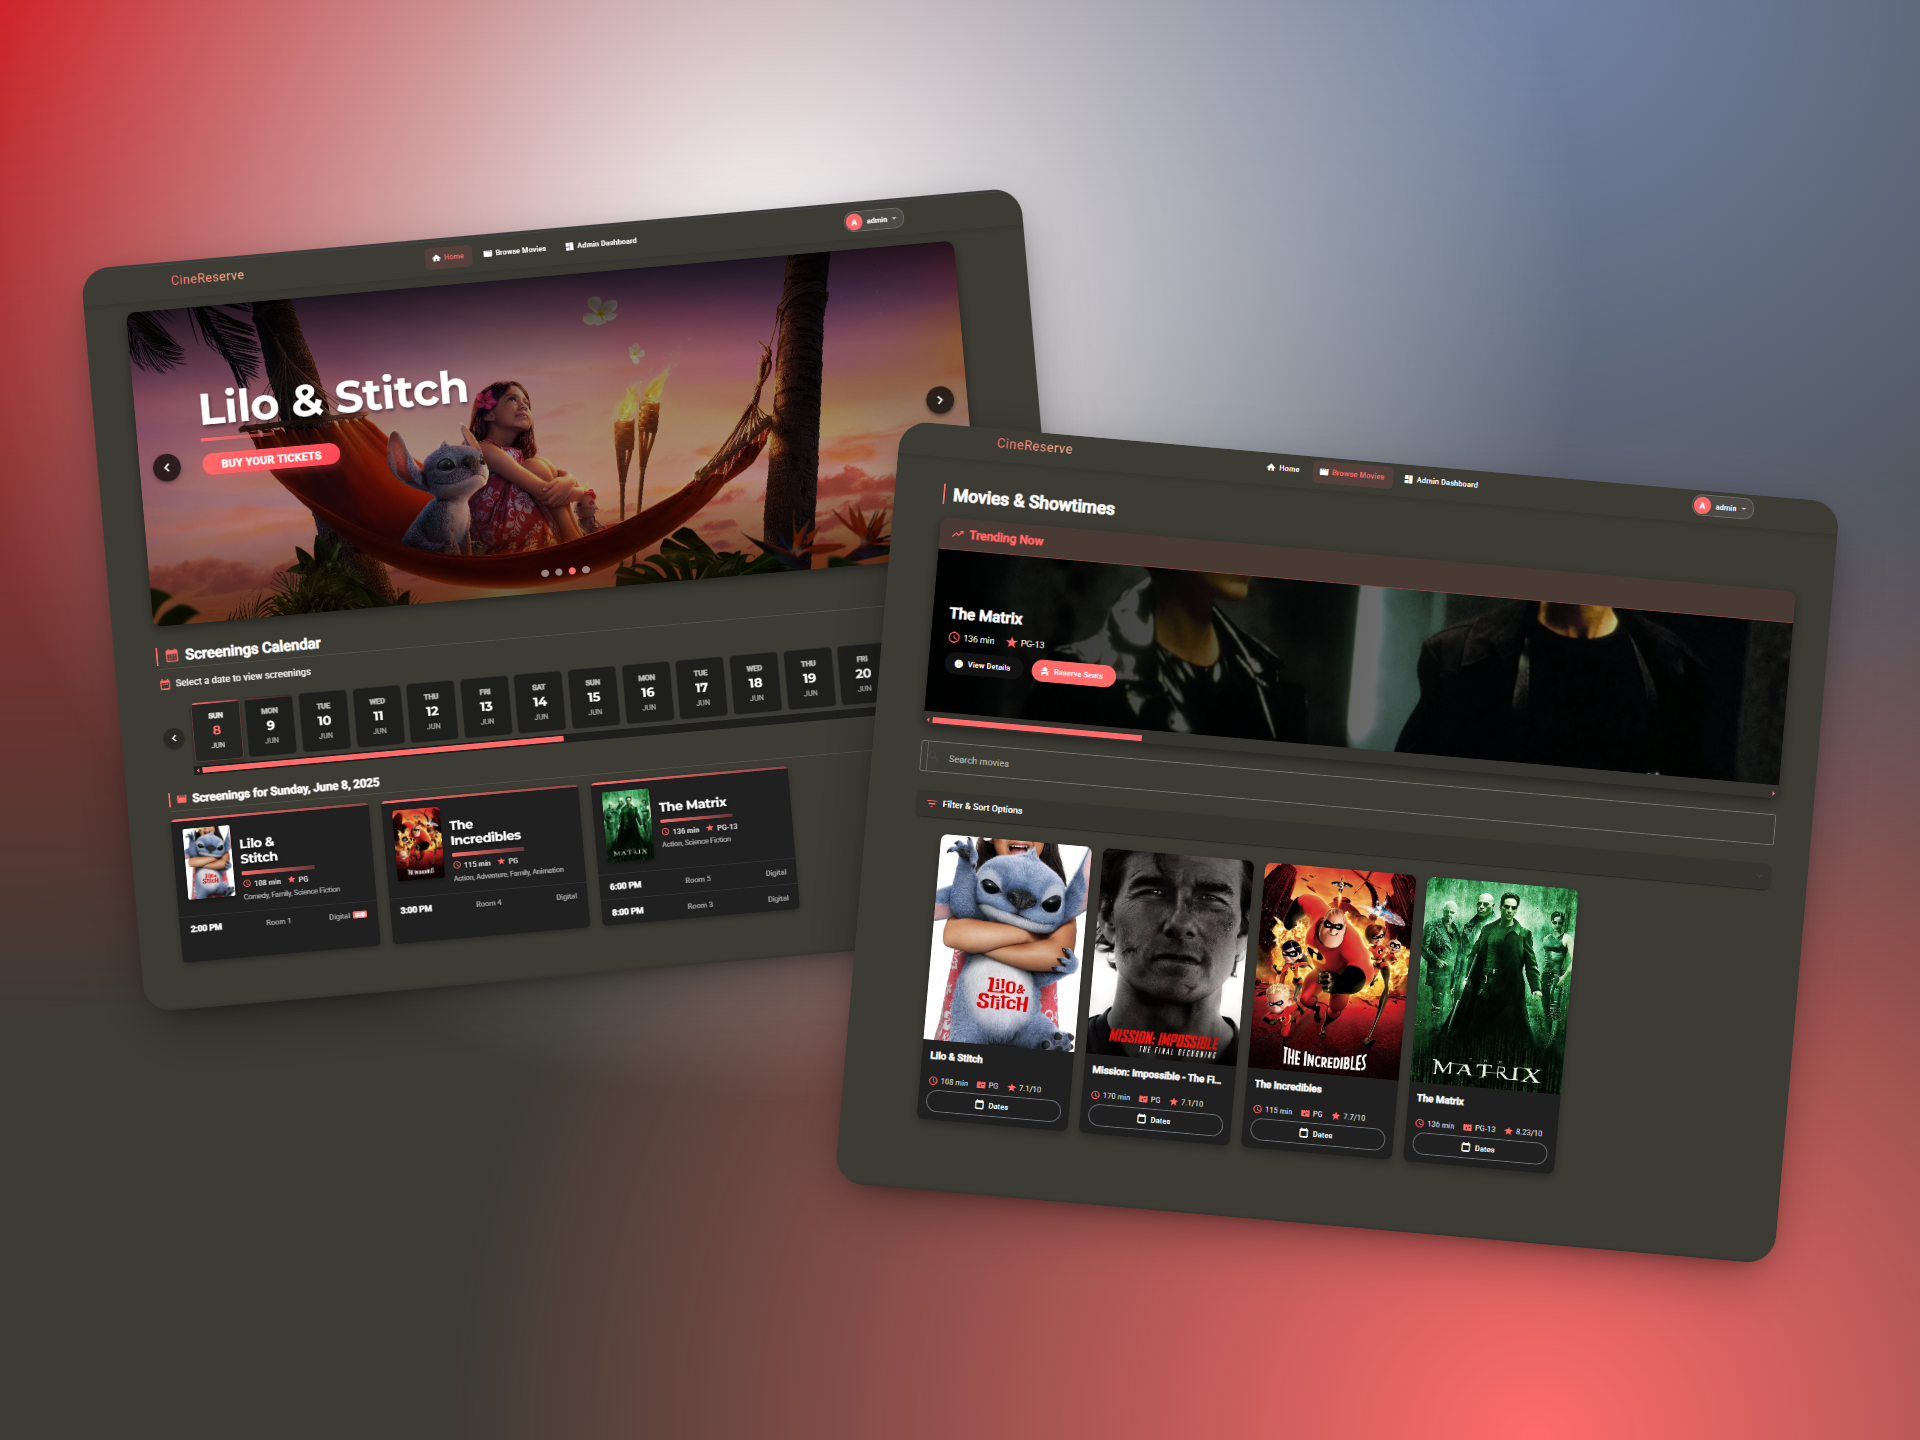 CineReserve
Home
Browse Movies
Admin Dashboard
A
admin
Lilo & Stitch
BUY YOUR TICKETS
Screenings Calendar
Select a date to view screenings
SUN
8
JUN
MON
9
JUN
TUE
10
JUN
WED
11
JUN
THU
12
JUN
FRI
13
JUN
SAT
14
JUN
SUN
15
JUN
MON
16
JUN
TUE
17
JUN
WED
18
JUN
THU
19
JUN
FRI
20
JUN
Screenings for Sunday, June 8, 2025
LiLO &
StitcH
Lilo &
Stitch
108 min PG
Comedy, Family, Science Fiction
2:00 PM Room 1 Digital
The
Incredibles
115 min PG
Action, Adventure, Family, Animation
3:00 PM Room 4 Digital
MATRIX
The Matrix
136 min PG-13
Action, Science Fiction
6:00 PM Room 5 Digital
8:00 PM Room 3 Digital
CineReserve
Home
Browse Movies
Admin Dashboard
A
admin
Movies & Showtimes
Trending Now
The Matrix
136 min PG-13
View Details
Reserve Seats
Search movies
Filter & Sort Options
LiLO &
StitcH
Lilo & Stitch
108 min PG 7.1/10
Dates
MISSION: IMPOSSIBLE
THE FINAL RECKONING
Mission: Impossible - The Fi...
170 min PG 7.1/10
Dates
THE INCREDIBLES
The Incredibles
115 min PG 7.7/10
Dates
THE
MATRIX
The Matrix
136 min PG-13 8.23/10
Dates